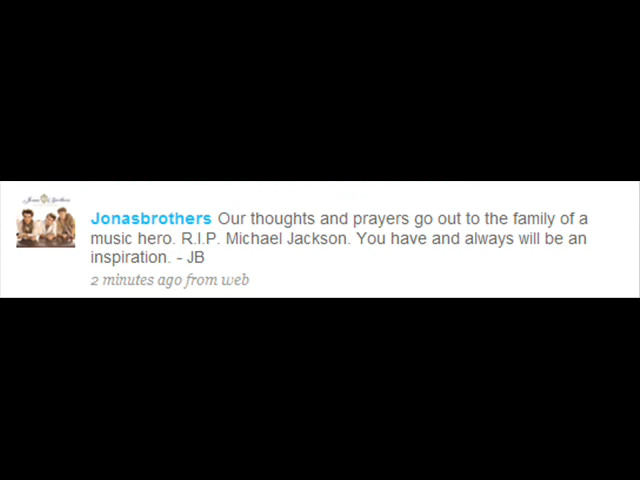 Jonasbrothers Our thoughts and prayers go out to the family of a
music hero. R.I.P. Michael Jackson. You have and always will be an
inspiration. - JB
2 minutes ago from web